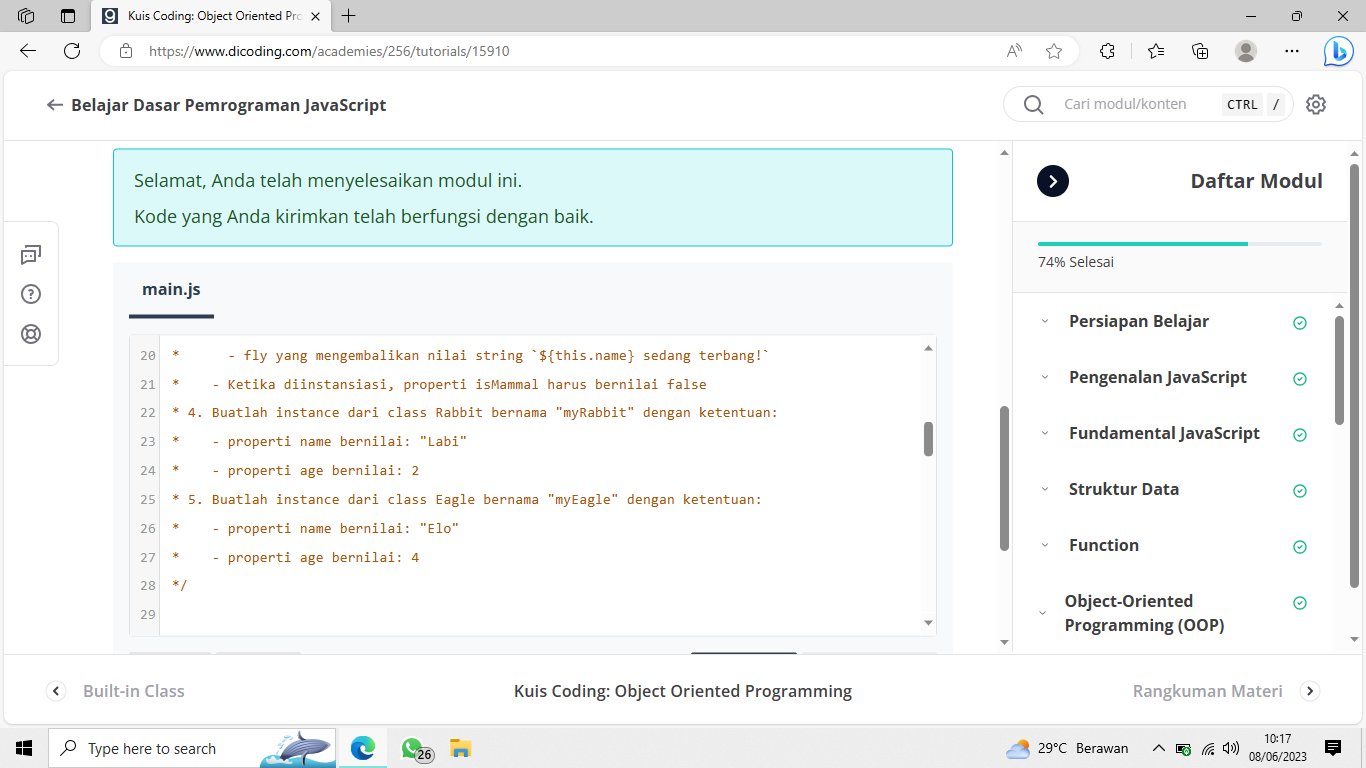 Kuis Coding: Object Oriented Pro
https://www.dicoding.com/academies/256/tutorials/15910
Belajar Dasar Pemrograman JavaScript
Cari modul/konten CTRL /
Selamat, Anda telah menyelesaikan modul ini.
Kode yang Anda kirimkan telah berfungsi dengan baik.
main.js
20 * - fly yang mengembalikan nilai string `${this.name} sedang terbang!`
21 * - Ketika diinstansiasi, properti isMammal harus bernilai false
22 * 4. Buatlah instance dari class Rabbit bernama "myRabbit" dengan ketentuan:
23 * - properti name bernilai: "Labi"
24 * - properti age bernilai: 2
25 * 5. Buatlah instance dari class Eagle bernama "myEagle" dengan ketentuan:
26 * - properti name bernilai: "Elo"
27 * - properti age bernilai: 4
28 */
29
Daftar Modul
74% Selesai
Persiapan Belajar
Pengenalan JavaScript
Fundamental JavaScript
Struktur Data
Function
Object-Oriented
Programming (OOP)
Built-in Class
Kuis Coding: Object Oriented Programming
Rangkuman Materi
Type here to search
26
29°C Berawan
10:17
08/06/2023